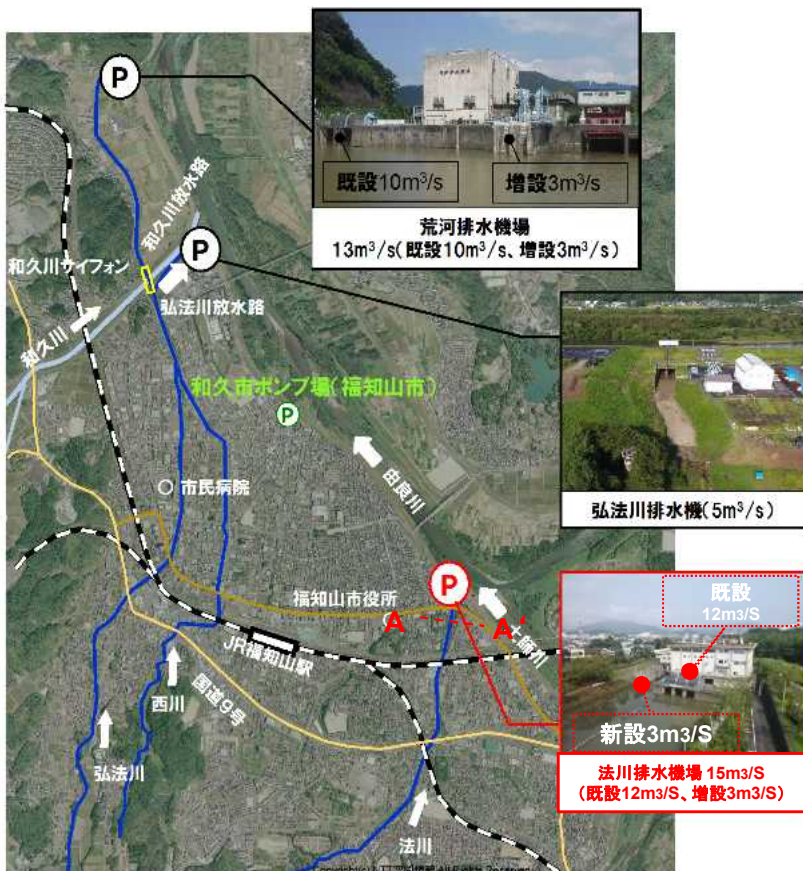 P
既設10m³/s
増設3m³/s
荒河排水機場
13m³/s(既設10m³/s、増設3m³/s)
和久川放水路
P
和久川サイフォン
弘法川放水路
和久川
和久市ポンプ場(福知山市)
P
弘法川排水機(5m³/s)
市民病院
由良川
福知山市役所
P
A
A'
土師川
JR福知山駅
国道9号
西川
弘法川
法川
既設
12m3/S
新設3m3/S
法川排水機場 15m3/S
(既設12m3/S、増設3m3/S)